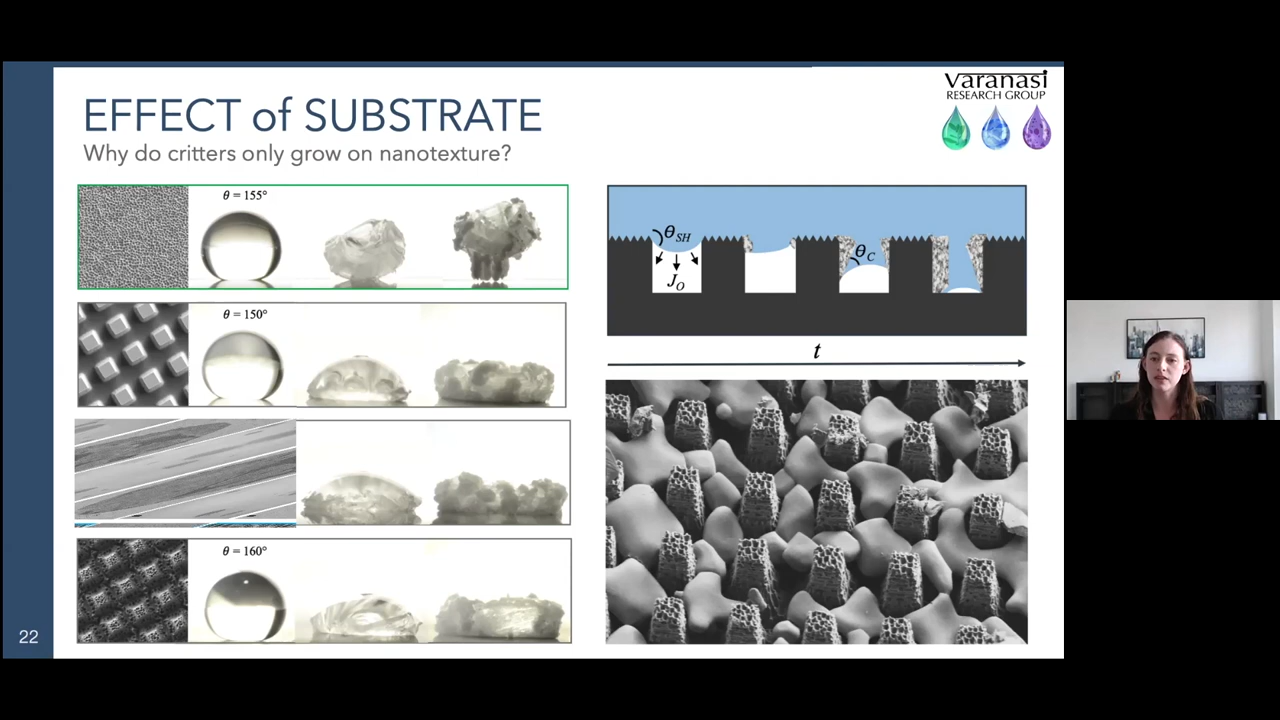 varanasi
RESEARCH GROUP
EFFECT of SUBSTRATE
Why do critters only grow on nanotexture?
θ = 155°
θ = 150°
θ = 160°
θSH
JO
θC
t
22